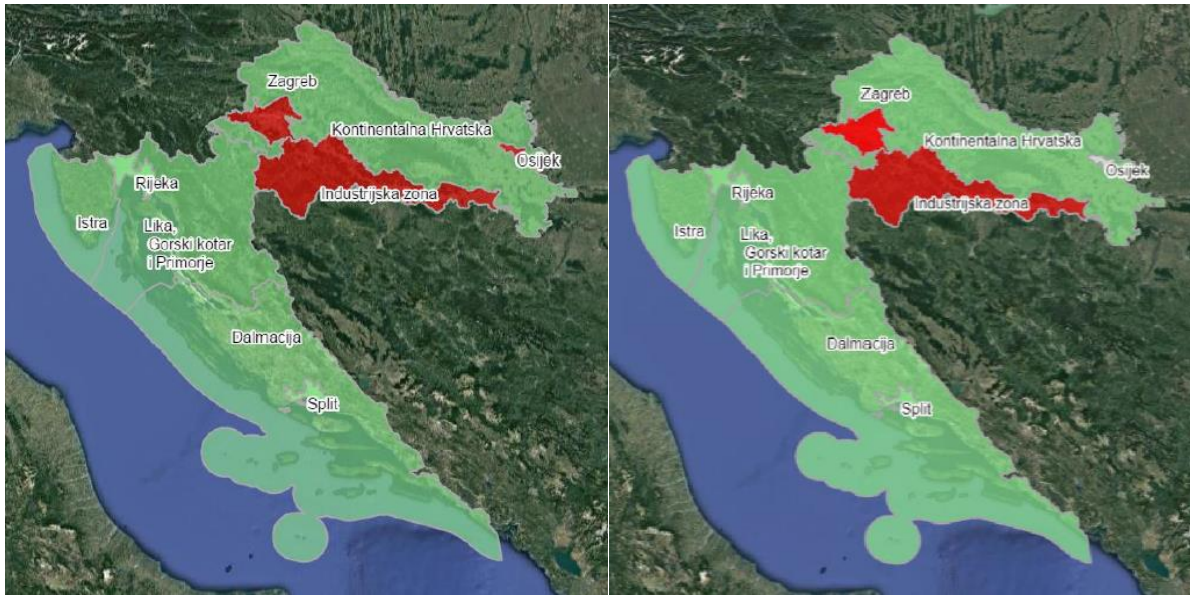 Zagreb
Kontinentalna Hrvatska
Osijek
Rijeka
Industrijska zona
Istra
Lika,
Gorski kotar
i Primorje
Dalmacija
Split
Zagreb
Kontinentalna Hrvatska
Osijek
Rijeka
Industrijska zona
Istra
Lika,
Gorski kotar
i Primorje
Dalmacija
Split